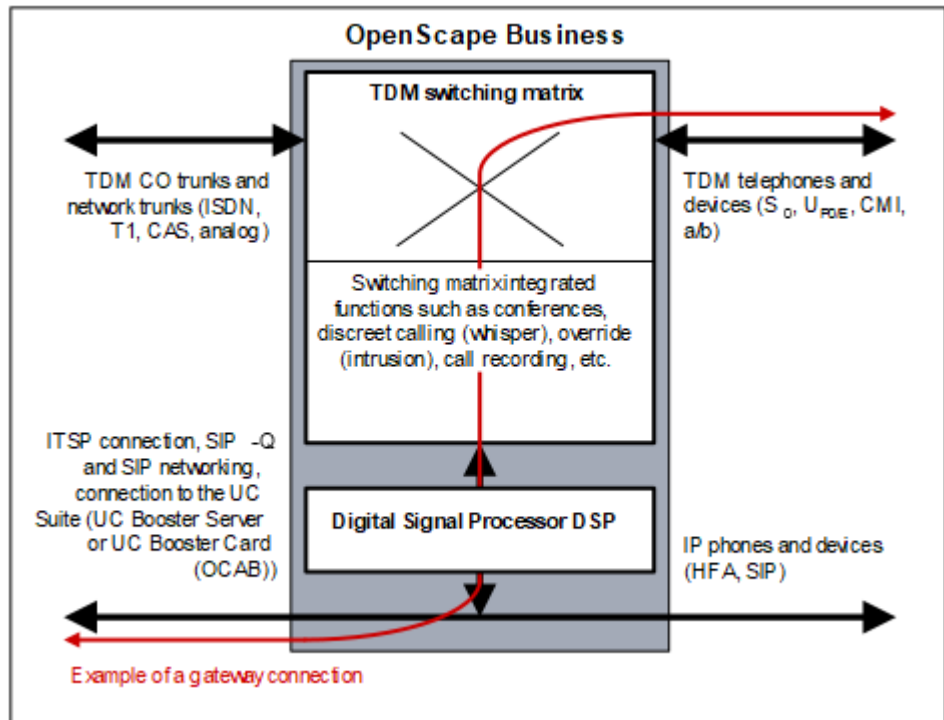 OpenScape Business
TDM switching matrix
TDM CO trunks and
network trunks (ISDN,
T1, CAS, analog)
TDM telephones and
devices (S 0, UP0/E, CMI,
a/b)
Switching matrixintegrated
functions such as conferences,
discreet calling (whisper), override
(intrusion), call recording, etc.
ITSP connection, SIP -Q
and SIP networking,
connection to the UC
Suite (UC Booster Server
or UC Booster Card
(OCAB))
Digital Signal Processor DSP
IP phones and devices
(HFA, SIP)
Example of a gateway connection